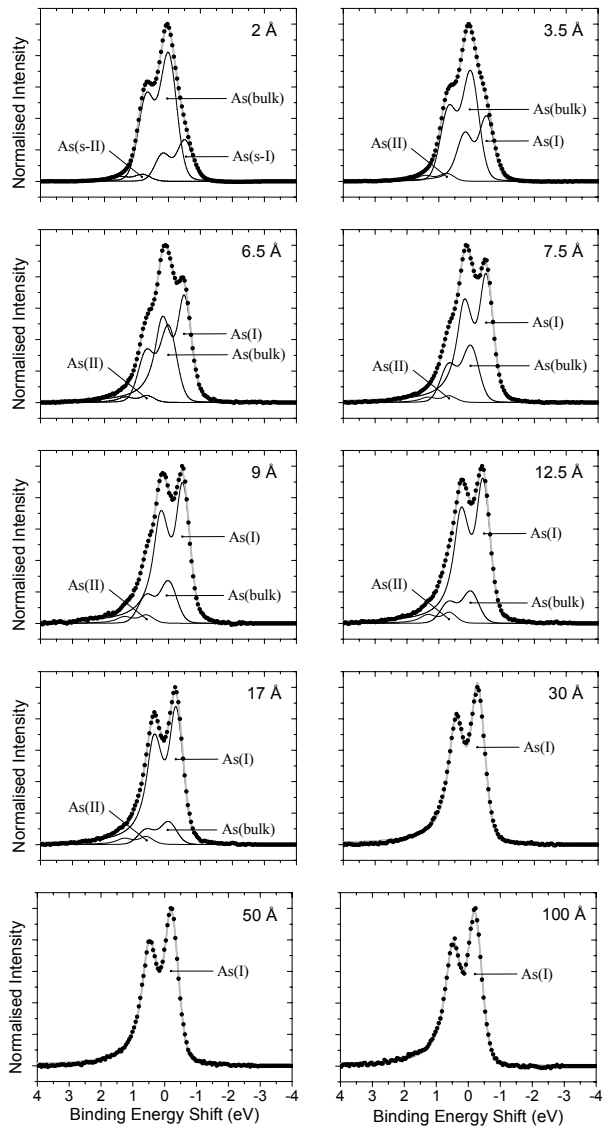 Normalised Intensity
2 Å
As(bulk)
As(s-II)
As(s-I)
3.5 Å
As(bulk)
As(II)
As(I)
Normalised Intensity
6.5 Å
As(I)
As(II)
As(bulk)
7.5 Å
As(I)
As(II)
As(bulk)
Normalised Intensity
9 Å
As(I)
As(II)
As(bulk)
12.5 Å
As(I)
As(II)
As(bulk)
Normalised Intensity
17 Å
As(I)
As(II)
As(bulk)
30 Å
As(I)
Normalised Intensity
50 Å
As(I)
100 Å
As(I)
4 3 2 1 0 -1 -2 -3 -4
4 3 2 1 0 -1 -2 -3 -4
Binding Energy Shift (eV)
Binding Energy Shift (eV)